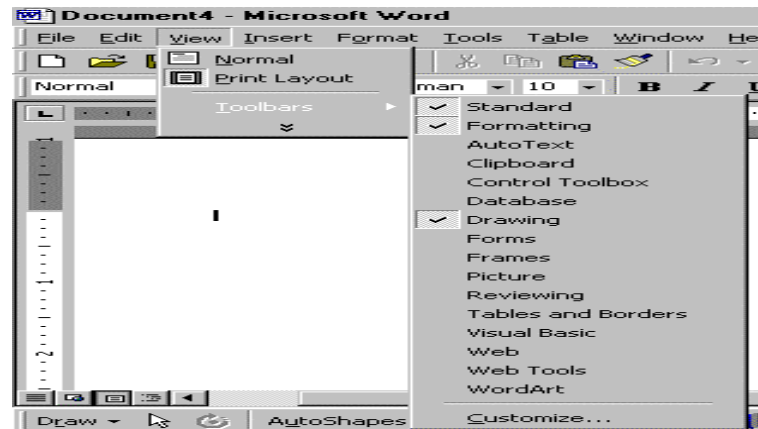 Document4 - Microsoft Word
File Edit View Insert Format Tools Table Window He
Normal
Print Layout
Toolbars
Normal man 10 B I U
Standard
Formatting
AutoText
Clipboard
Control Toolbox
Database
Drawing
Forms
Frames
Picture
Reviewing
Tables and Borders
Visual Basic
Web
Web Tools
WordArt
Customize...
1
2
Draw AutoShapes